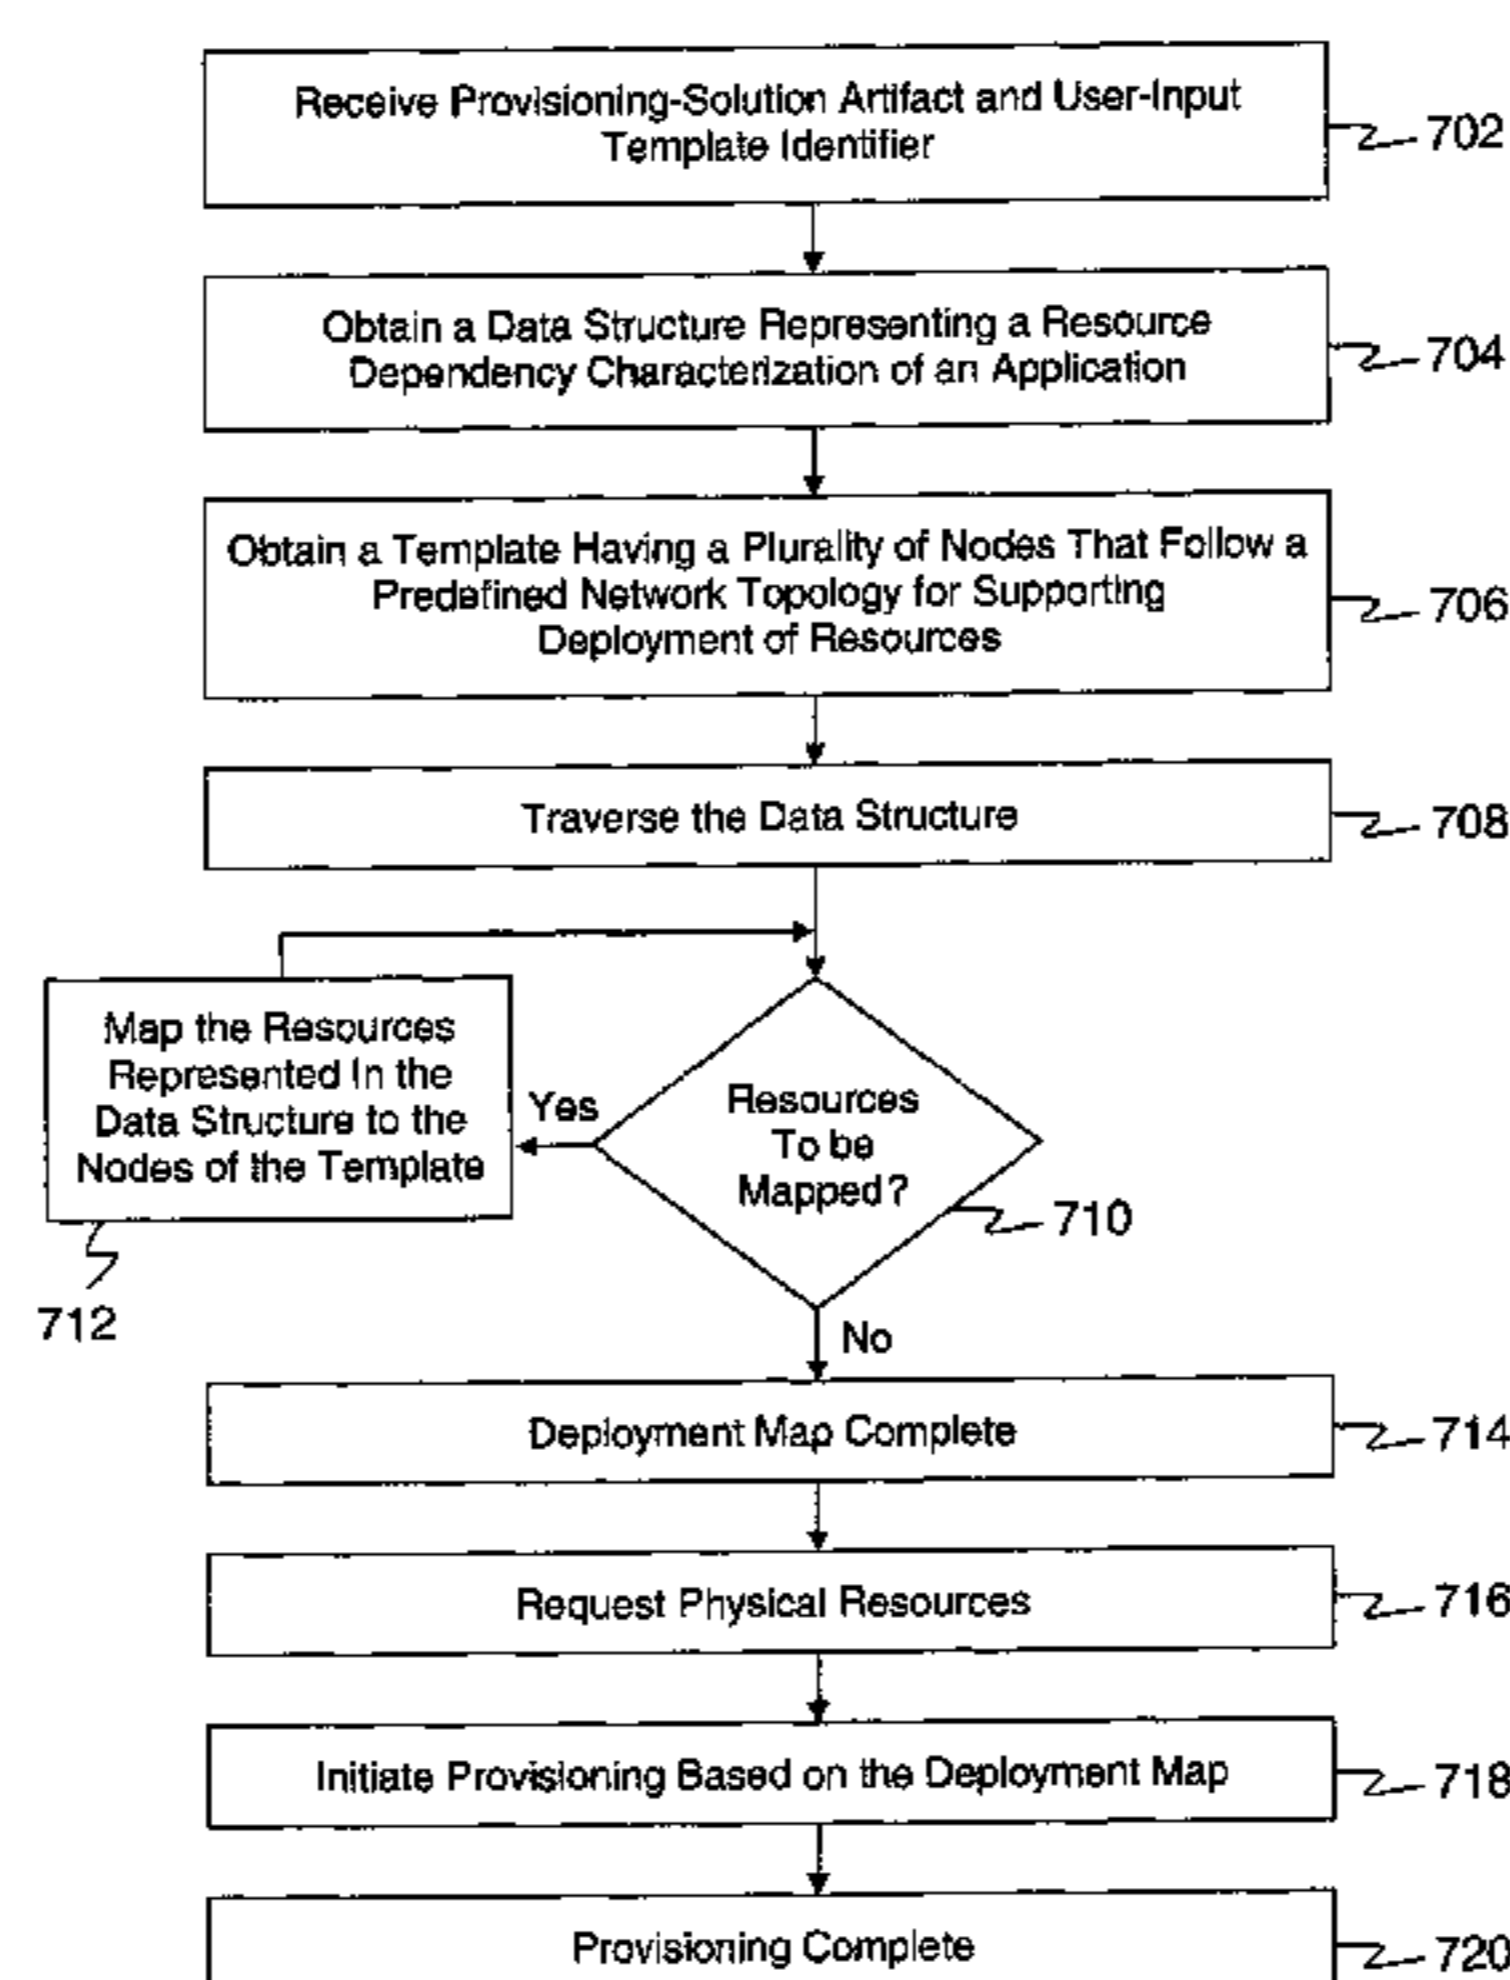 Receive Provisioning-Solution Artifact and User-Input
Template Identifier
702
Obtain a Data Structure Representing a Resource
Dependency Characterization of an Application
704
Obtain a Template Having a Plurality of Nodes That Follow a
Predefined Network Topology for Supporting
Deployment of Resources
706
Traverse the Data Structure
708
Map the Resources
Represented In the
Data Structure to the
Nodes of the Template
712
Yes
Resources
To be
Mapped?
710
No
Deployment Map Complete
714
Request Physical Resources
716
Initiate Provisioning Based on the Deployment Map
718
Provisioning Complete
720